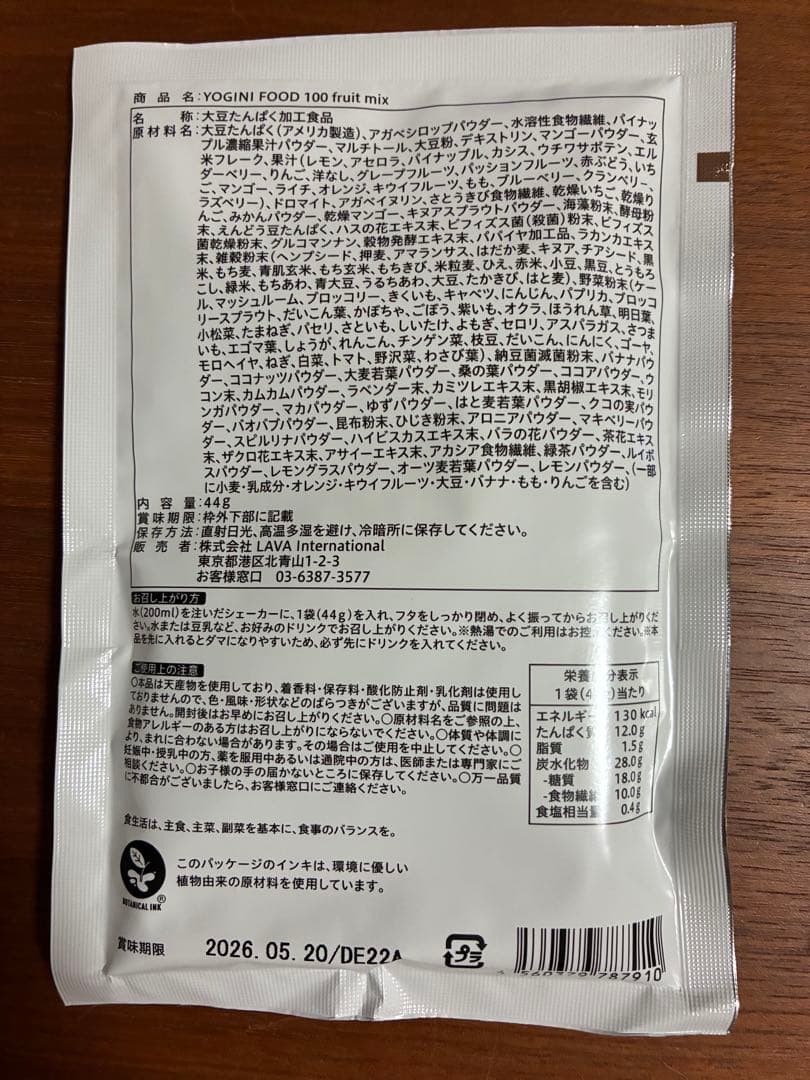 商品名:YOGINI FOOD 100 fruit mix
名称:大豆たんぱく加工食品
原材料名:大豆たんぱく(アメリカ製造)、アガベシロップパウダー、水溶性食物繊維、パイナッ
プル濃縮果汁パウダー、マルチトール、大豆粉、デキストリン、マンゴーパウダー、玄
米フレーク、果汁(レモン、アセロラ、パイナップル、カシス、ウチワサボテン、エル
ダーベリー、りんご、洋なし、グレープフルーツ、パッションフルーツ、赤ぶどう、いち
ご、マンゴー、ライチ、オレンジ、キウイフルーツ、もも、ブルーベリー、クランベリー、
ラズベリー)、ドロマイト、アガベイヌリン、さとうきび食物繊維、乾燥いちご、乾燥り
んご、みかんパウダー、乾燥マンゴー、キヌアスプラウトパウダー、海藻粉末、酵母粉
末、えんどう豆たんぱく、ハスの花エキス末、ビフィズス菌(殺菌)粉末、ビフィズス
菌乾燥粉末、グルコマンナン、穀物発酵エキス末、パパイヤ加工品、ラカンカエキス
末、雑穀粉末(ヘンプシード、押麦、アマランサス、はだか麦、キヌア、チアシード、黒
米、もち麦、青肌玄米、もち玄米、もちきび、米粒麦、ひえ、赤米、小豆、黒豆、とうもろ
こし、緑米、もちあわ、青大豆、うるちあわ、大豆、たかきび、はと麦)、野菜粉末(ケー
ル、マッシュルーム、ブロッコリー、きくいも、キャベツ、にんじん、パプリカ、ブロッコ
リースプラウト、だいこん葉、かぼちゃ、ごぼう、紫いも、オクラ、ほうれん草、明日葉、
小松菜、たまねぎ、パセリ、さといも、しいたけ、よもぎ、セロリ、アスパラガス、さつま
いも、エゴマ葉、しょうが、れんこん、チンゲン菜、枝豆、だいこん、にんにく、ゴーヤ、
モロヘイヤ、ねぎ、白菜、トマト、野沢菜、わさび葉)、納豆菌滅菌粉末、バナナパウ
ダー、ココナッツパウダー、大麦若葉パウダー、桑の葉パウダー、ココアパウダー、ウ
コン末、カムカムパウダー、ラベンダー末、カミツレエキス末、黒胡椒エキス末、モリ
ンガパウダー、マカパウダー、ゆずパウダー、はと麦若葉パウダー、クコの実パウ
ダー、バオバブパウダー、昆布粉末、ひじき粉末、アロニアパウダー、マキベリーパウ
ダー、スピルリナパウダー、ハイビスカスエキス末、バラの花パウダー、茶花エキス
末、ザクロ花エキス末、アサイーエキス末、アカシア食物繊維、緑茶パウダー、ルイボ
スパウダー、レモングラスパウダー、オーツ麦若葉パウダー、レモンパウダー、(一部
に小麦・乳成分・オレンジ・キウイフルーツ・大豆・バナナ・もも・りんごを含む)
内容量:44g
賞味期限:枠外下部に記載
保存方法:直射日光、高温多湿を避け、冷暗所に保存してください。
販売者:株式会社 LAVA International
東京都港区北青山1-2-3
お客様窓口 03-6387-3577
お召し上がり方
水(200ml)を注いだシェーカーに、1袋(44g)を入れ、フタをしっかり閉め、よく振ってからお召し上がりくだ
さい。水または豆乳など、お好みのドリンクでお召し上がりください。※熱湯でのご利用はお控えください。※本
品を先に入れるとダマになりやすいため、必ず先にドリンクを入れてください。
ご使用上の注意
〇本品は天産物を使用しており、着香料・保存料・酸化防止剤・乳化剤は使用し
ておりませんので、色・風味・形状などのばらつきがございますが、品質に問題は
ありません。開封後はお早めにお召し上がりください。〇原材料名をご参照の上、
食物アレルギーのある方はお召し上がりにならないでください。〇体質や体調に
より、まれに合わない場合があります。その場合はご使用を中止してください。〇
妊娠中・授乳中の方、薬を服用中あるいは通院中の方は、医師または専門家にご
相談ください。〇お子様の手の届かないところに保存してください。〇万一品質
に不都合がございましたら、お客様窓口にご連絡ください。
栄養成分表示
1袋(44g)当たり
エネルギー 130 kcal
たんぱく質 12.0g
脂質 1.5g
炭水化物 28.0g
-糖質 18.0g
-食物繊維 10.0g
食塩相当量 0.4g
食生活は、主食、主菜、副菜を基本に、食事のバランスを。
このパッケージのインキは、環境に優しい
植物由来の原材料を使用しています。
BOTANICAL INK®
賞味期限 2026.05.20/DE22A
プラ
4 560379 787910